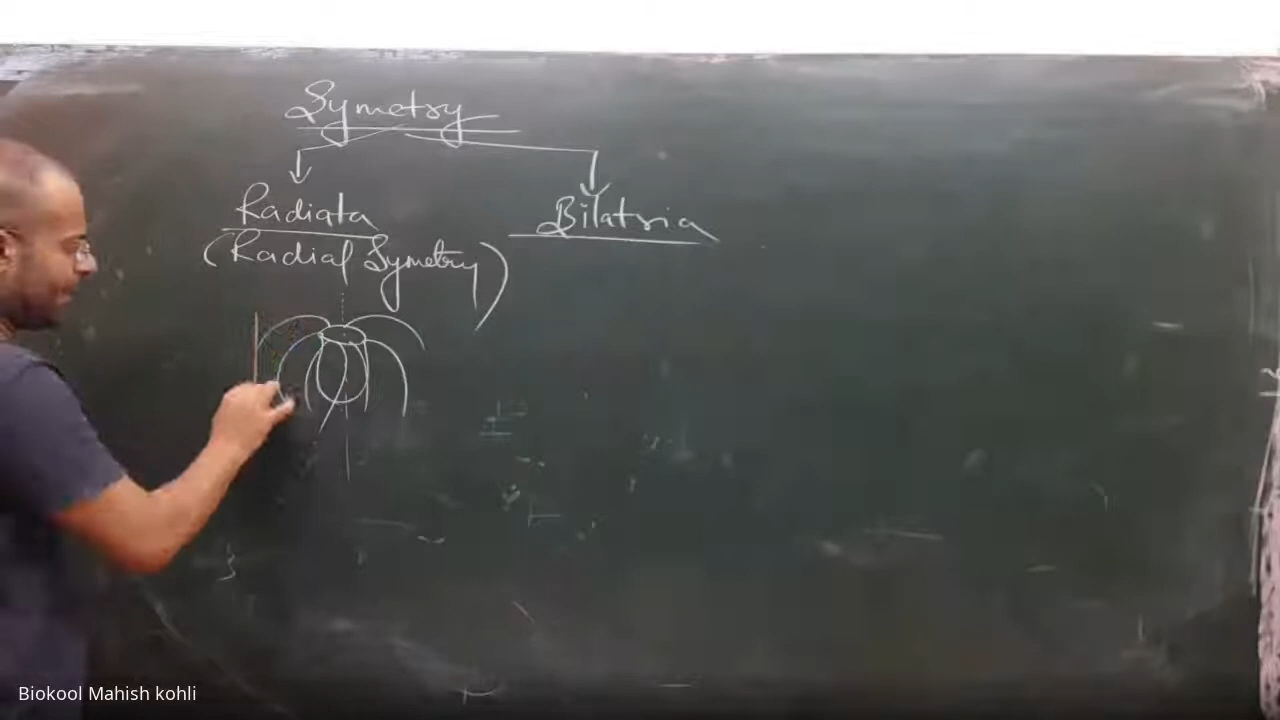 Symetry
Radiata Bilatria
(Radial Symetry)
Biokool Mahish kohli